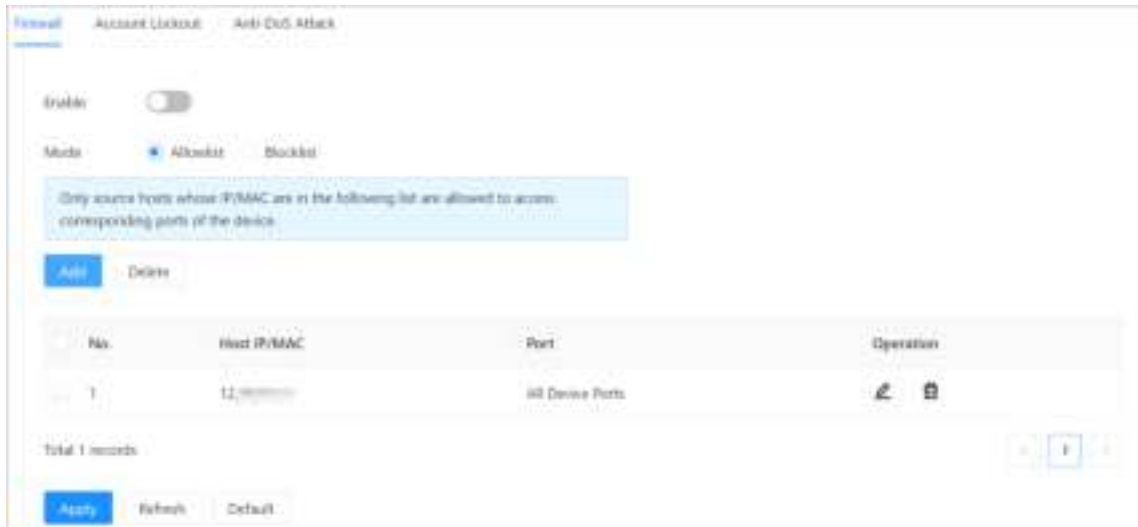 Firewall Account Lockout Anti-DoS Attack
Enable
Mode Allowlist Blocklist
Only source hosts whose IP/MAC are in the following list are allowed to access
corresponding ports of the device.
Add Delete
No. Host IP/MAC Port Operation
1 12. All Device Ports
Total 1 records
1
Apply Refresh Default